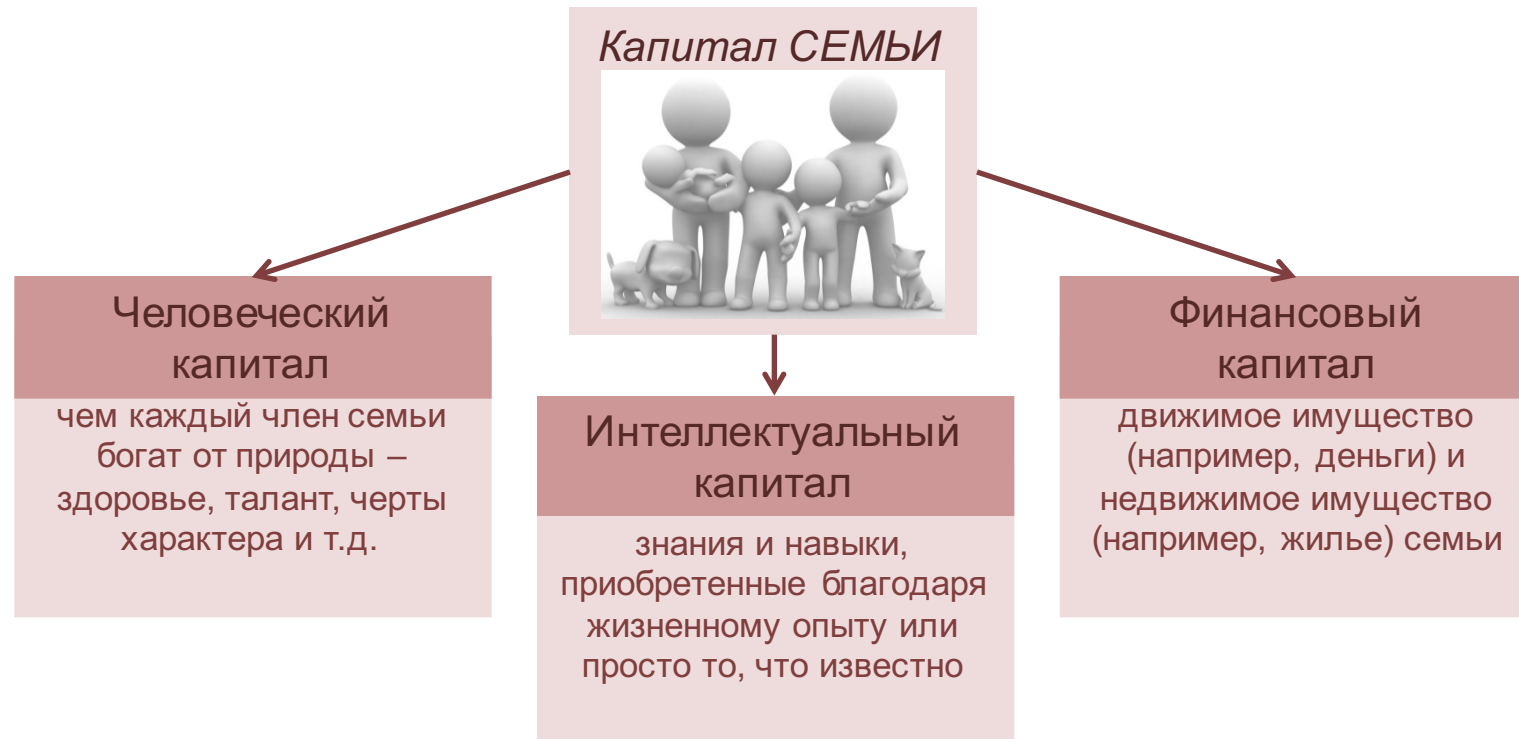 Капитал СЕМЬИ
Человеческий
капитал
чем каждый член семьи
богат от природы –
здоровье, талант, черты
характера и т.д.
Интеллектуальный
капитал
знания и навыки,
приобретенные благодаря
жизненному опыту или
просто то, что известно
Финансовый
капитал
движимое имущество
(например, деньги) и
недвижимое имущество
(например, жилье) семьи